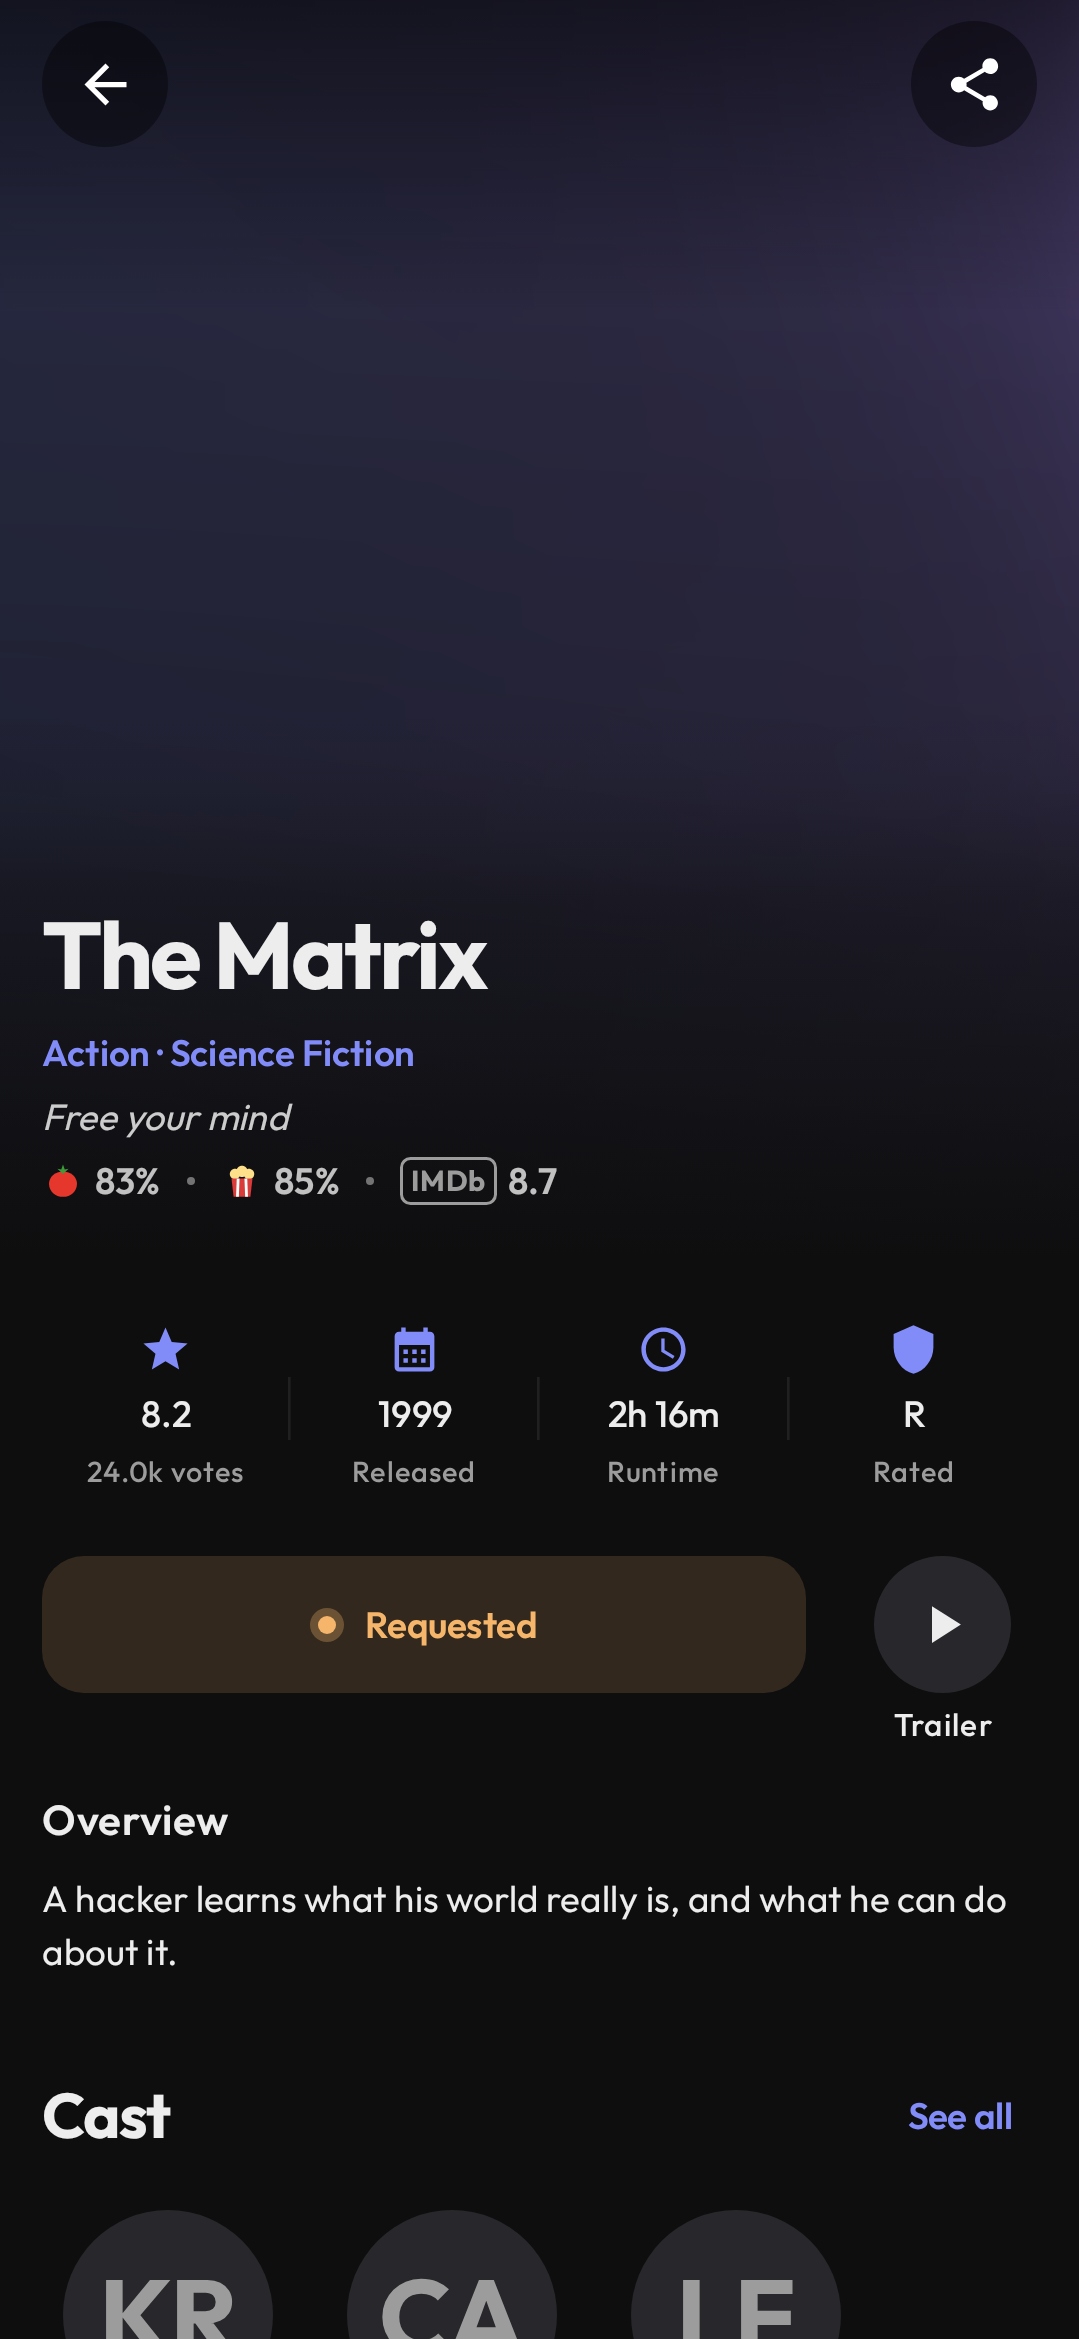 The Matrix
Action · Science Fiction
Free your mind
83% • 85% • IMDb 8.7
8.2 1999 2h 16m R
24.0k votes Released Runtime Rated
Requested
Trailer
Overview
A hacker learns what his world really is, and what he can do
about it.
Cast See all
KR CA LF